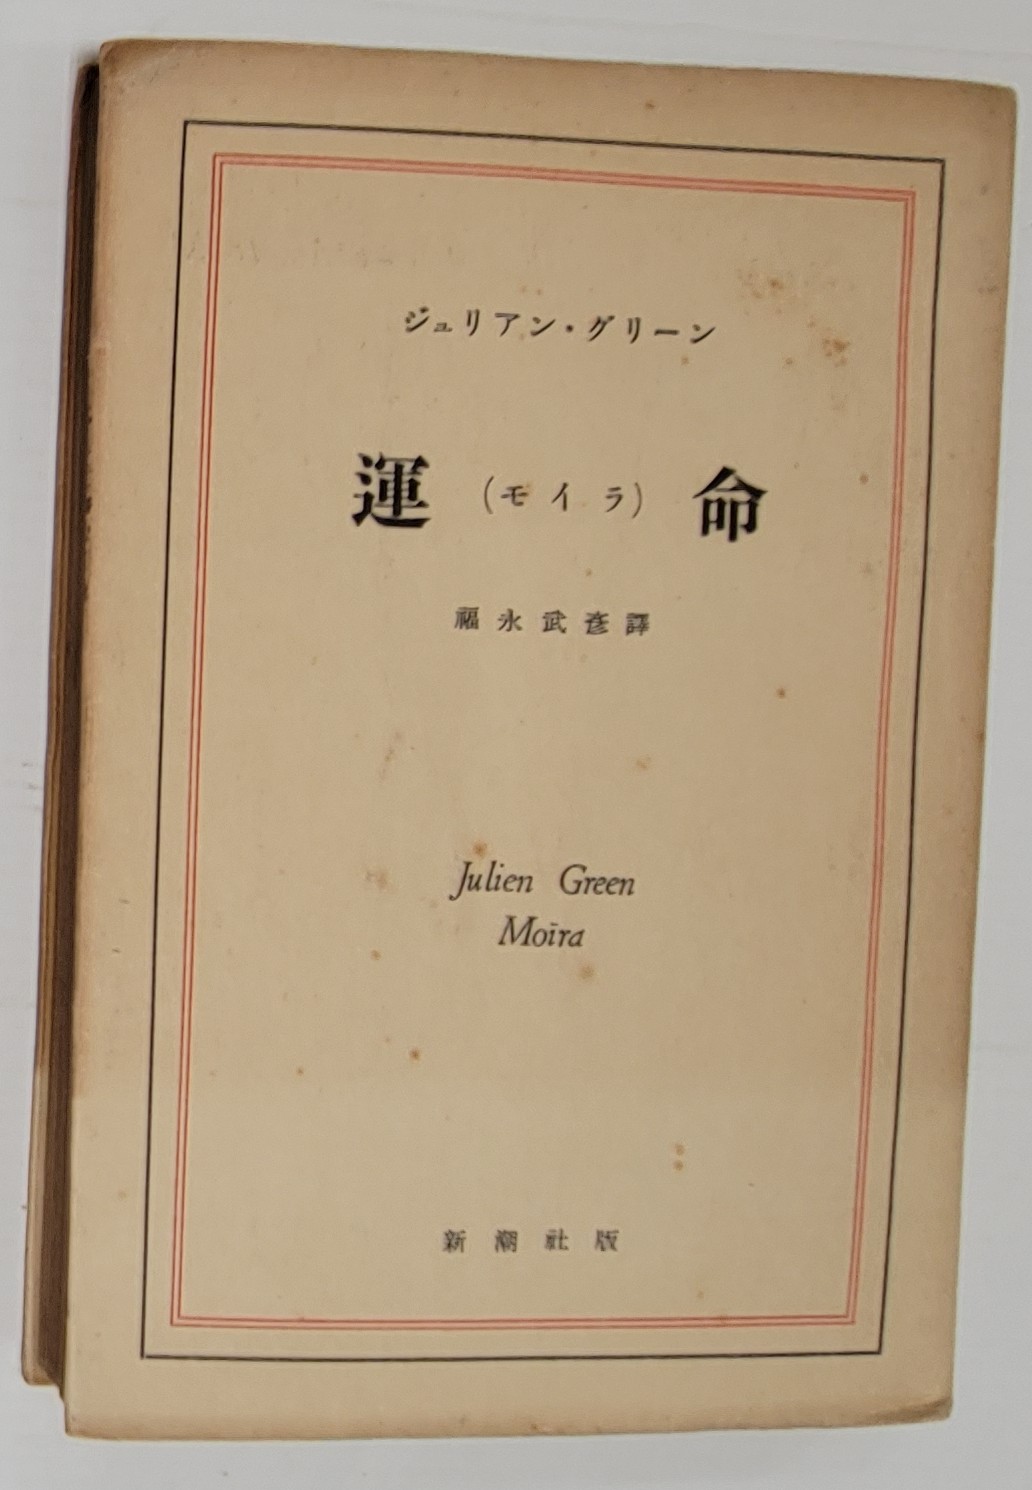 ジュリアン・グリーン
運（モイラ）命
福永武彦譯
Julien Green
Moïra
新潮社版